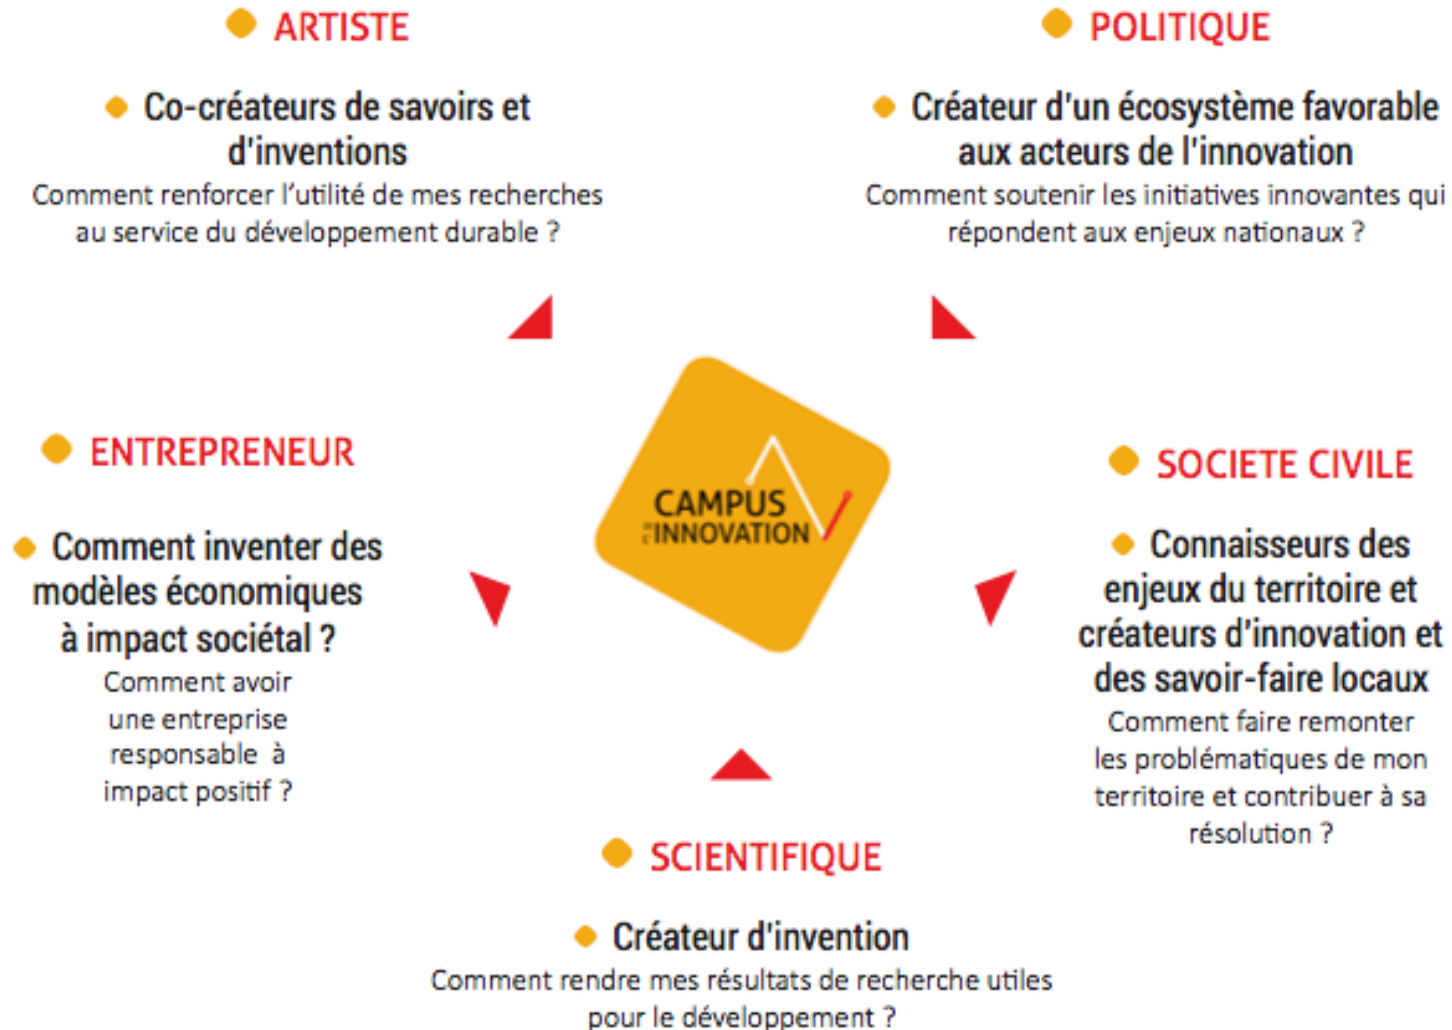 ARTISTE
Co-créateurs de savoirs et
d'inventions
Comment renforcer l'utilité de mes recherches
au service du développement durable ?
POLITIQUE
Créateur d'un écosystème favorable
aux acteurs de l'innovation
Comment soutenir les initiatives innovantes qui
répondent aux enjeux nationaux ?
CAMPUS
DE L'INNOVATION
ENTREPRENEUR
Comment inventer des
modèles économiques
à impact sociétal ?
Comment avoir
une entreprise
responsable à
impact positif ?
SOCIETE CIVILE
Connaisseurs des
enjeux du territoire et
créateurs d'innovation et
des savoir-faire locaux
Comment faire remonter
les problématiques de mon
territoire et contribuer à sa
résolution ?
SCIENTIFIQUE
Créateur d'invention
Comment rendre mes résultats de recherche utiles
pour le développement ?